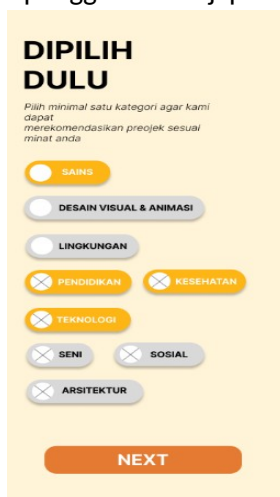 DIPILIH
DULU
Pilih minimal satu kategori agar kami
dapat
merekomendasikan preojek sesuai
minat anda
SAINS
DESAIN VISUAL & ANIMASI
LINGKUNGAN
PENDIDIKAN KESEHATAN
TEKNOLOGI
SENI SOSIAL
ARSITEKTUR
NEXT